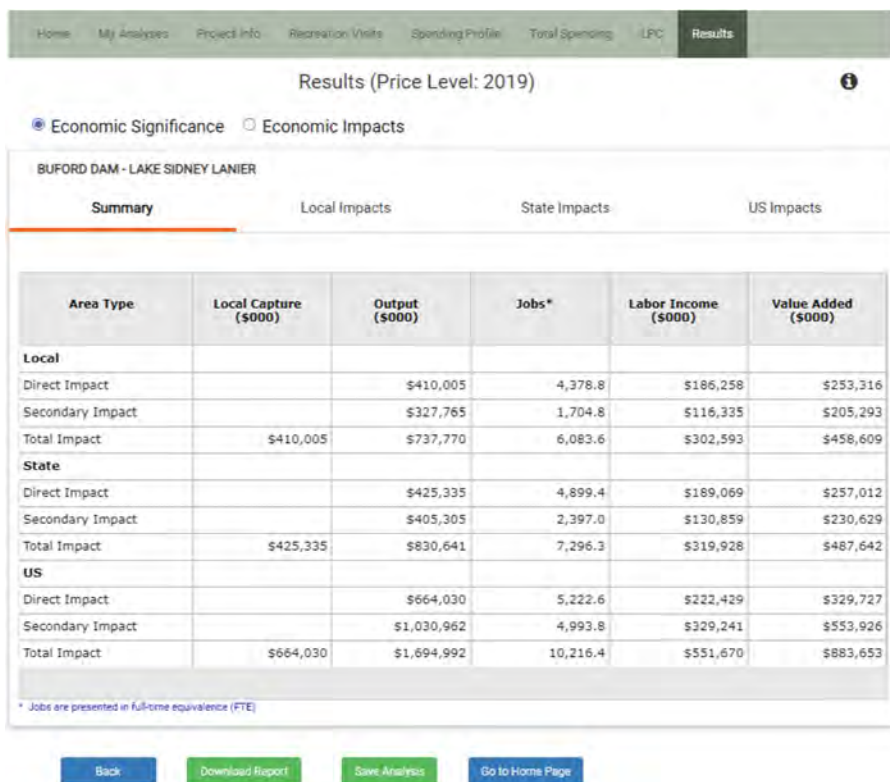 Home My Analyses Project Info Recreation Visits Spending Profile Total Spending LPC Results
Results (Price Level: 2019)
Economic Significance Economic Impacts
BUFORD DAM - LAKE SIDNEY LANIER
Summary Local Impacts State Impacts US Impacts
Area Type Local Capture ($000) Output ($000) Jobs* Labor Income ($000) Value Added ($000)
Local
Direct Impact $410,005 4,378.8 $186,258 $253,316
Secondary Impact $327,765 1,704.8 $116,335 $205,293
Total Impact $410,005 $737,770 6,083.6 $302,593 $458,609
State
Direct Impact $425,335 4,899.4 $189,069 $257,012
Secondary Impact $405,305 2,397.0 $130,859 $230,629
Total Impact $425,335 $830,641 7,296.3 $319,928 $487,642
US
Direct Impact $664,030 5,222.6 $222,429 $329,727
Secondary Impact $1,030,962 4,993.8 $329,241 $553,926
Total Impact $664,030 $1,694,992 10,216.4 $551,670 $883,653
* Jobs are presented in full-time equivalence (FTE)
Back Download Report Save Analysis Go to Home Page